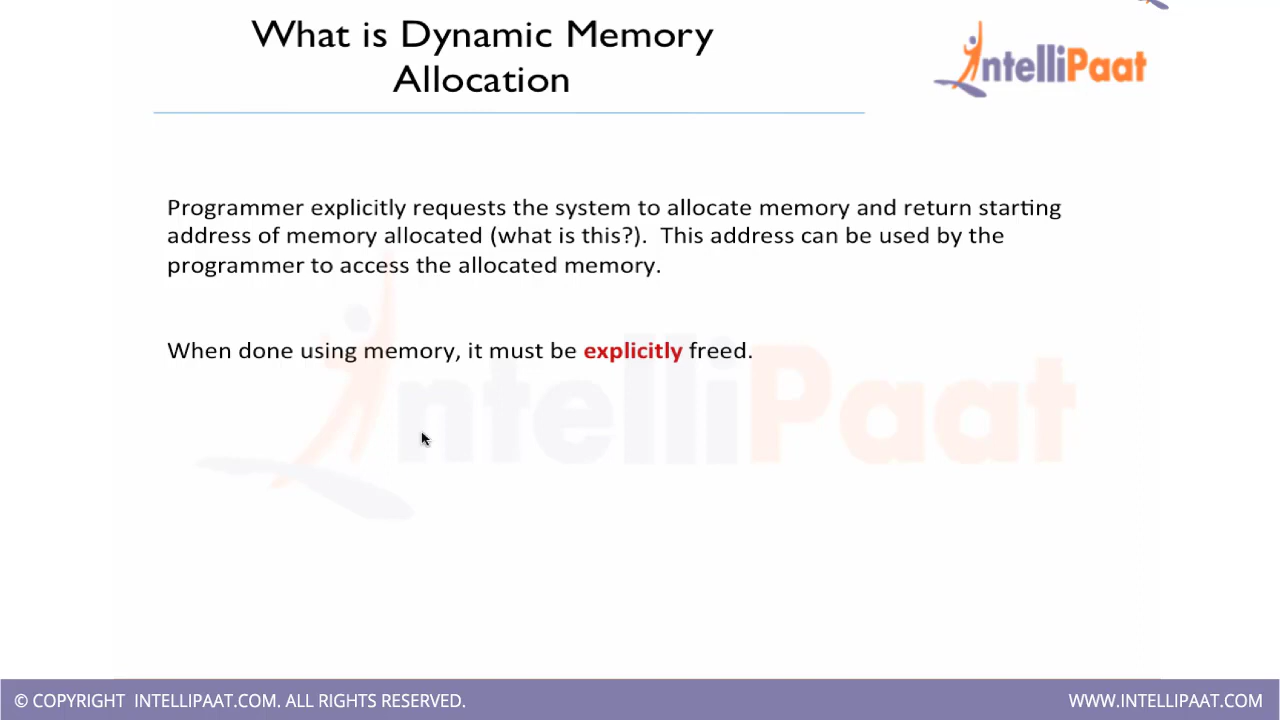 What is Dynamic Memory
Allocation
IntelliPaat
Programmer explicitly requests the system to allocate memory and return starting
address of memory allocated (what is this?).  This address can be used by the
programmer to access the allocated memory.
When done using memory, it must be explicitly freed.
IntelliPaat
© COPYRIGHT  INTELLIPAAT.COM. ALL RIGHTS RESERVED.
WWW.INTELLIPAAT.COM